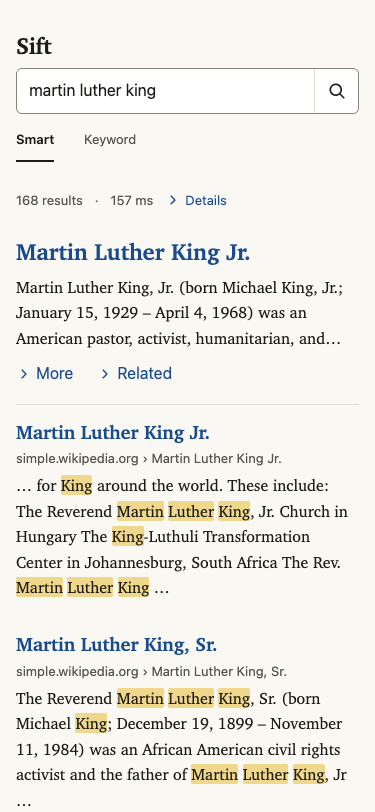 Sift
martin luther king
Smart Keyword
168 results · 157 ms Details
Martin Luther King Jr.
Martin Luther King, Jr. (born Michael King, Jr.;
January 15, 1929 – April 4, 1968) was an
American pastor, activist, humanitarian, and…
More Related
Martin Luther King Jr.
simple.wikipedia.org › Martin Luther King Jr.
… for King around the world. These include:
The Reverend Martin Luther King, Jr. Church in
Hungary The King-Luthuli Transformation
Center in Johannesburg, South Africa The Rev.
Martin Luther King …
Martin Luther King, Sr.
simple.wikipedia.org › Martin Luther King, Sr.
The Reverend Martin Luther King, Sr. (born
Michael King; December 19, 1899 – November
11, 1984) was an African American civil rights
activist and the father of Martin Luther King, Jr
…